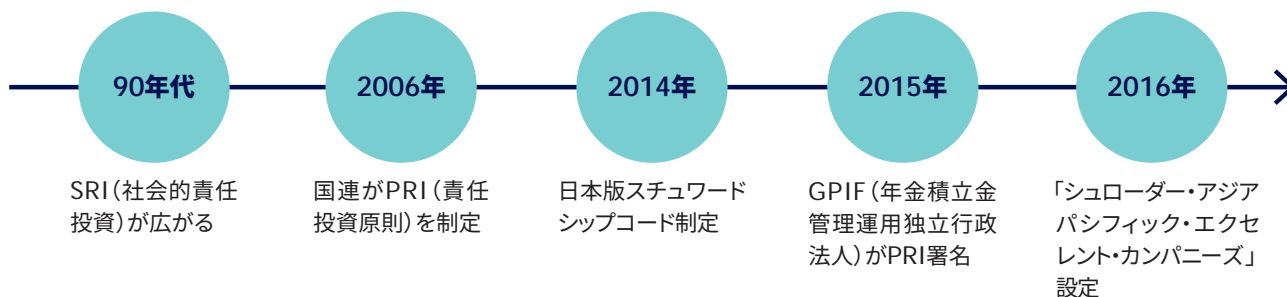 90年代
2006年
2014年
2015年
2016年
SRI(社会的責任
投資)が広がる
国連がPRI(責任
投資原則)を制定
日本版スチュワード
シップコード制定
GPIF(年金積立金
管理運用独立行政
法人)がPRI署名
「シュローダー・アジア
パシフィック・エクセ
レント・カンパニーズ」
設定